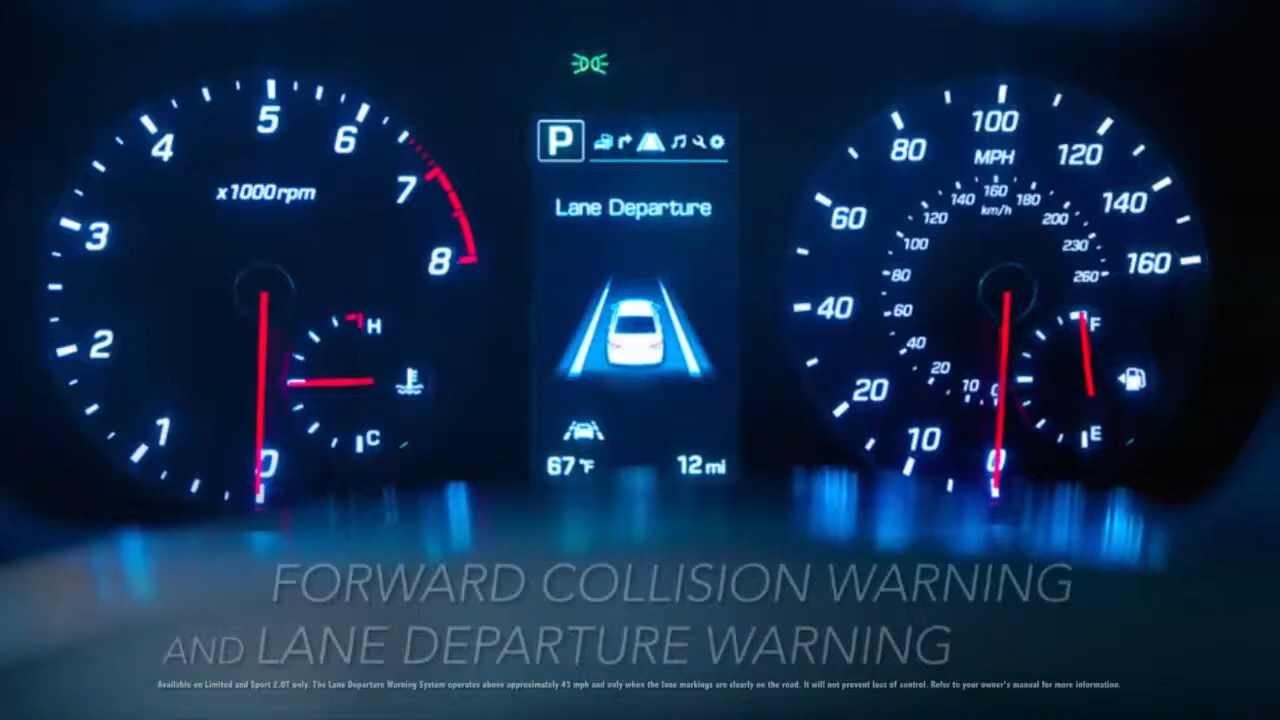 5
4
6
3
x1000rpm
7
8
2
H
1
C
0
P
Lane Departure
67°F
12 mi
100
80
MPH
120
60
140
160
140
180
km/h
120
200
100
230
160
80
260
40
60
F
40
20
20
10
0
10
E
0
FORWARD COLLISION WARNING
AND LANE DEPARTURE WARNING
Available on Limited and Sport 2.0T only. The Lane Departure Warning System operates above approximately 45 mph and only when the lane markings are clearly on the road. It will not prevent loss of control. Refer to your owner's manual for more information.